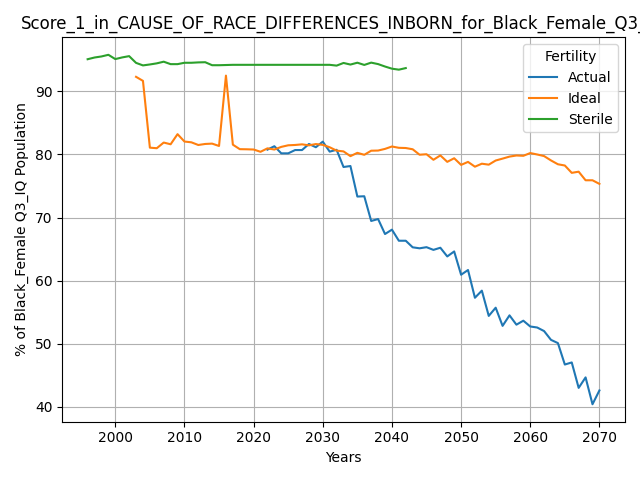 Score_1_in_CAUSE_OF_RACE_DIFFERENCES_INBORN_for_Black_Female_Q3_
Fertility
Actual
Ideal
Sterile
% of Black_Female Q3_IQ Population
90
80
70
60
50
40
2000
2010
2020
2030
2040
2050
2060
2070
Years